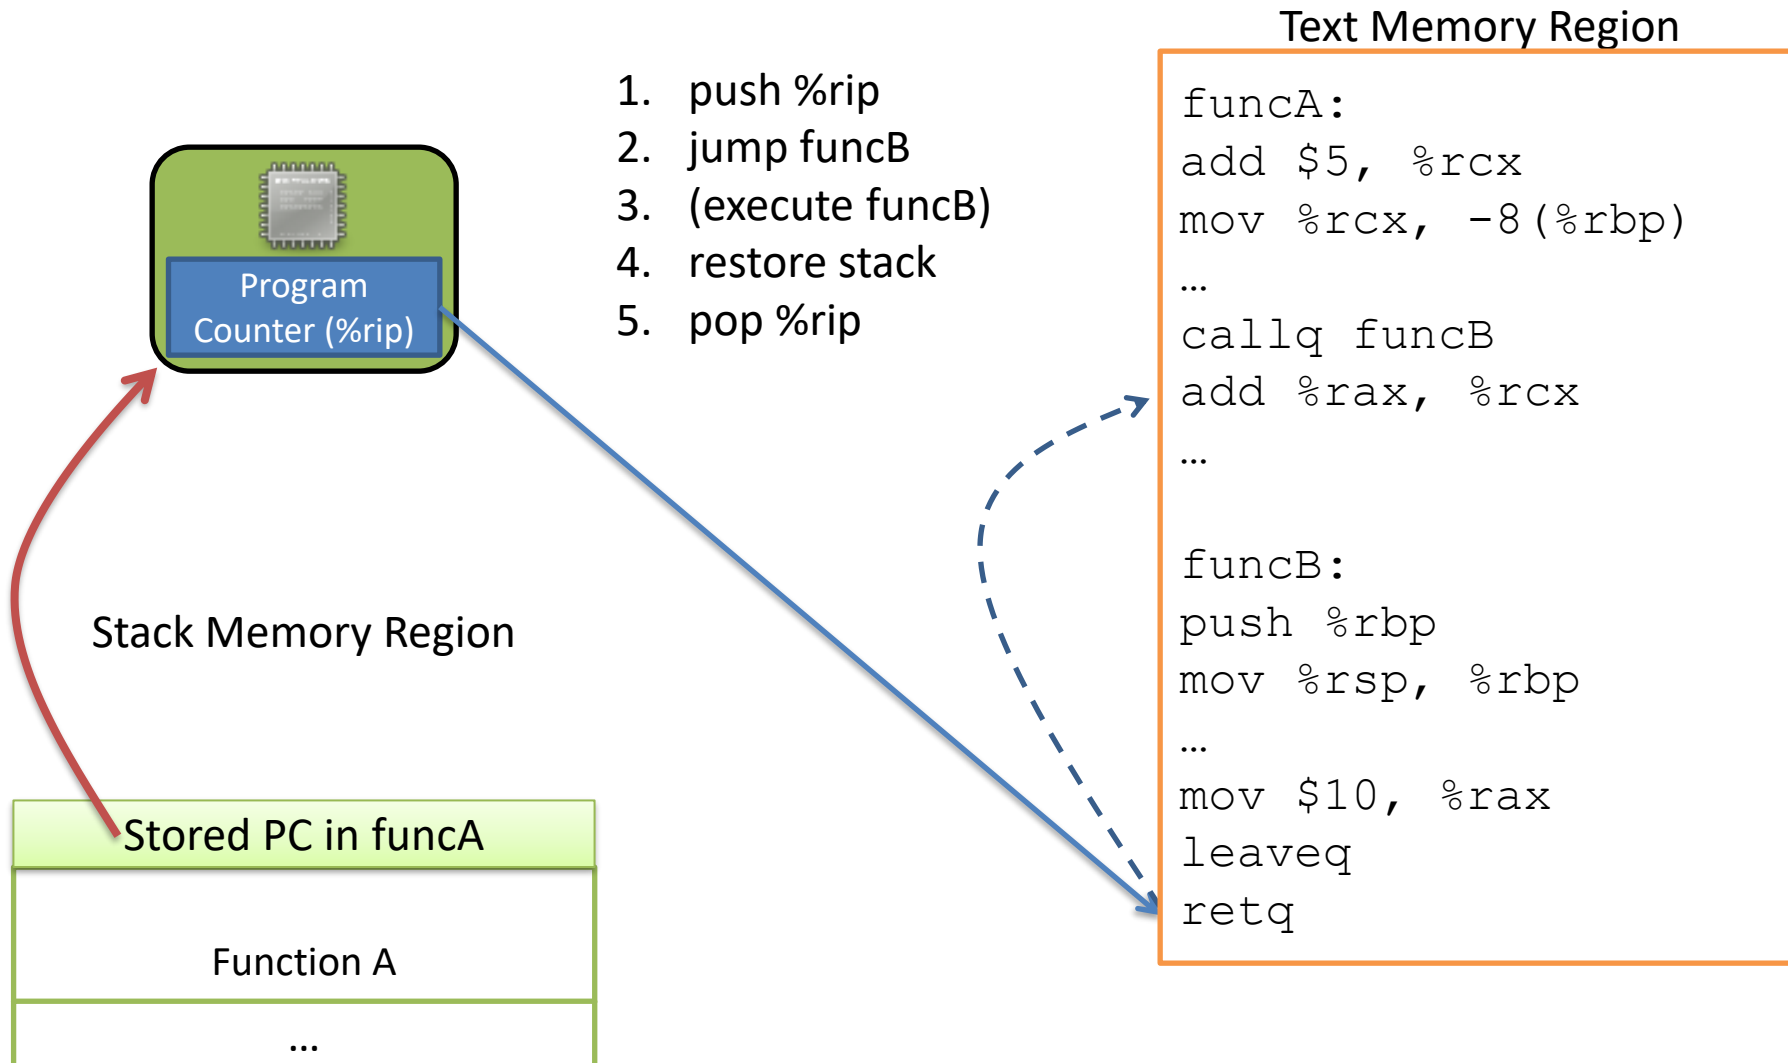 Text Memory Region
1. push %rip
2. jump funcB
3. (execute funcB)
4. restore stack
5. pop %rip
Program
Counter (%rip)
funcA:
add $5, %rcx
mov %rcx, -8(%rbp)
…
callq funcB
add %rax, %rcx
…
funcB:
push %rbp
mov %rsp, %rbp
…
mov $10, %rax
leaveq
retq
Stack Memory Region
Stored PC in funcA
Function A
...